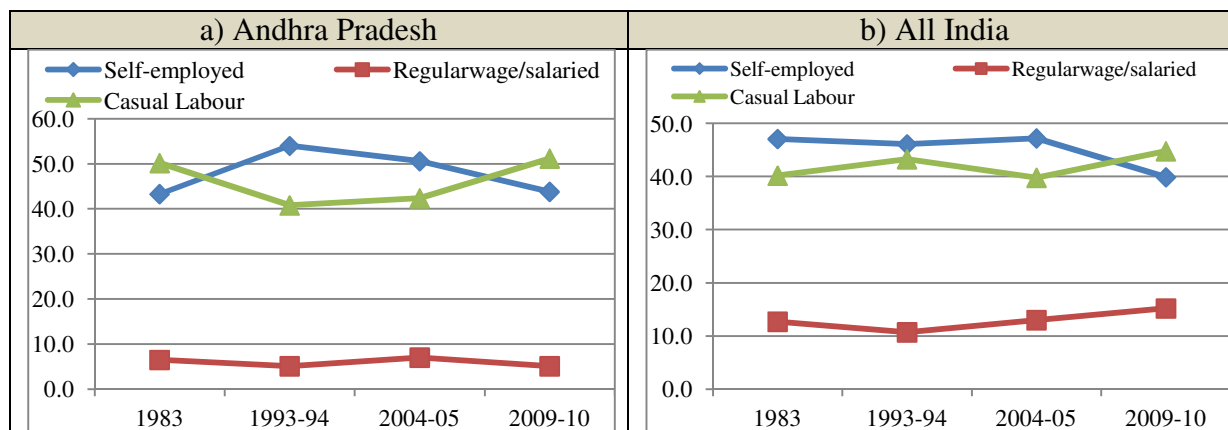 a) Andhra Pradesh
Self-employed
Regularwage/salaried
Casual Labour
60.0
50.0
40.0
30.0
20.0
10.0
0.0
1983 1993-94 2004-05 2009-10
b) All India
Self-employed
Regularwage/salaried
Casual Labour
50.0
40.0
30.0
20.0
10.0
0.0
1983 1993-94 2004-05 2009-10